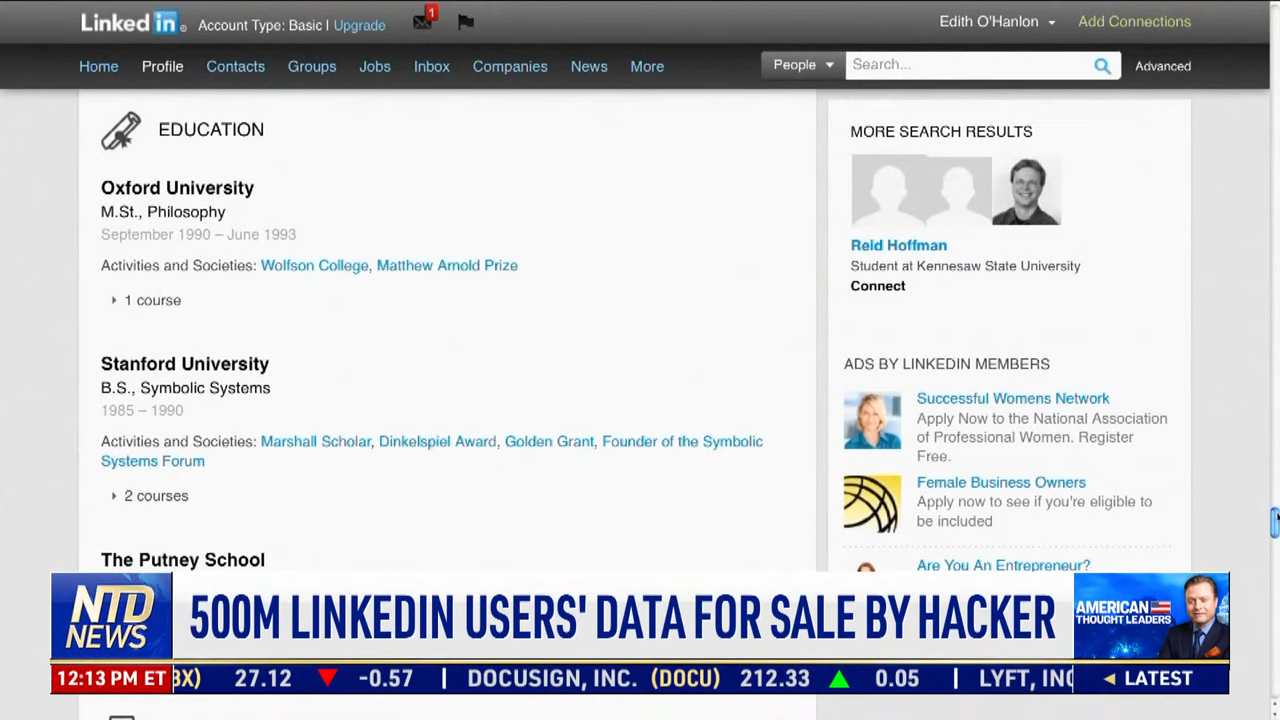 Linked in
Account Type: Basic | Upgrade
1
Edith O'Hanlon
Add Connections
Home Profile Contacts Groups Jobs Inbox Companies News More
People
Search...
Advanced
EDUCATION
Oxford University
M.St., Philosophy
September 1990 – June 1993
Activities and Societies: Wolfson College, Matthew Arnold Prize
1 course
Stanford University
B.S., Symbolic Systems
1985 – 1990
Activities and Societies: Marshall Scholar, Dinkelspiel Award, Golden Grant, Founder of the Symbolic
Systems Forum
2 courses
The Putney School
MORE SEARCH RESULTS
Reid Hoffman
Student at Kennesaw State University
Connect
ADS BY LINKEDIN MEMBERS
Successful Womens Network
Apply Now to the National Association
of Professional Women. Register
Free.
Female Business Owners
Apply now to see if you're eligible to
be included
Are You An Entrepreneur?
NTD
NEWS
500M LINKEDIN USERS' DATA FOR SALE BY HACKER
AMERICAN
THOUGHT LEADERS
12:13 PM ET
BX) 27.12 -0.57 | DOCUSIGN, INC. (DOCU) 212.33 0.05 | LYFT, INC
LATEST